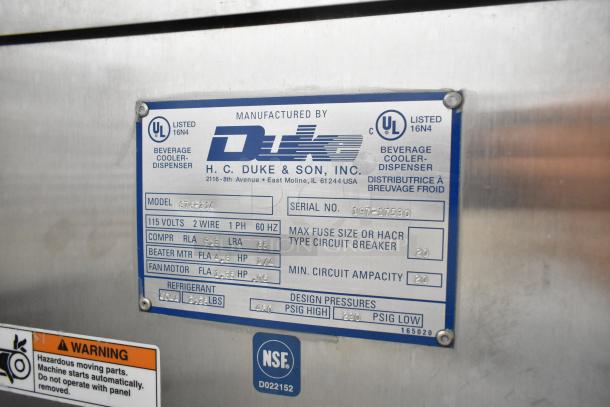 MANUFACTURED BY
UL LISTED 16N4
BEVERAGE COOLER-DISPENSER
Duke
C UL LISTED 16N4
BEVERAGE COOLER-DISPENSER
DISTRIBUTRICE À BREUVAGE FROID
H. C. DUKE & SON, INC.
2116-8th Avenue • East Moline, IL 61244 USA
MODEL
SERIAL NO.
115 VOLTS 2 WIRE 1 PH 60 HZ
COMPR RLA LRA
BEATER MTR FLA HP
FAN MOTOR FLA HP
MAX FUSE SIZE OR HACR
TYPE CIRCUIT BREAKER 20
MIN. CIRCUIT AMPACITY 20
REFRIGERANT
LBS
DESIGN PRESSURES
PSIG HIGH PSIG LOW
165020
WARNING
Hazardous moving parts.
Machine starts automatically.
Do not operate with panel
removed.
NSF.
D022152